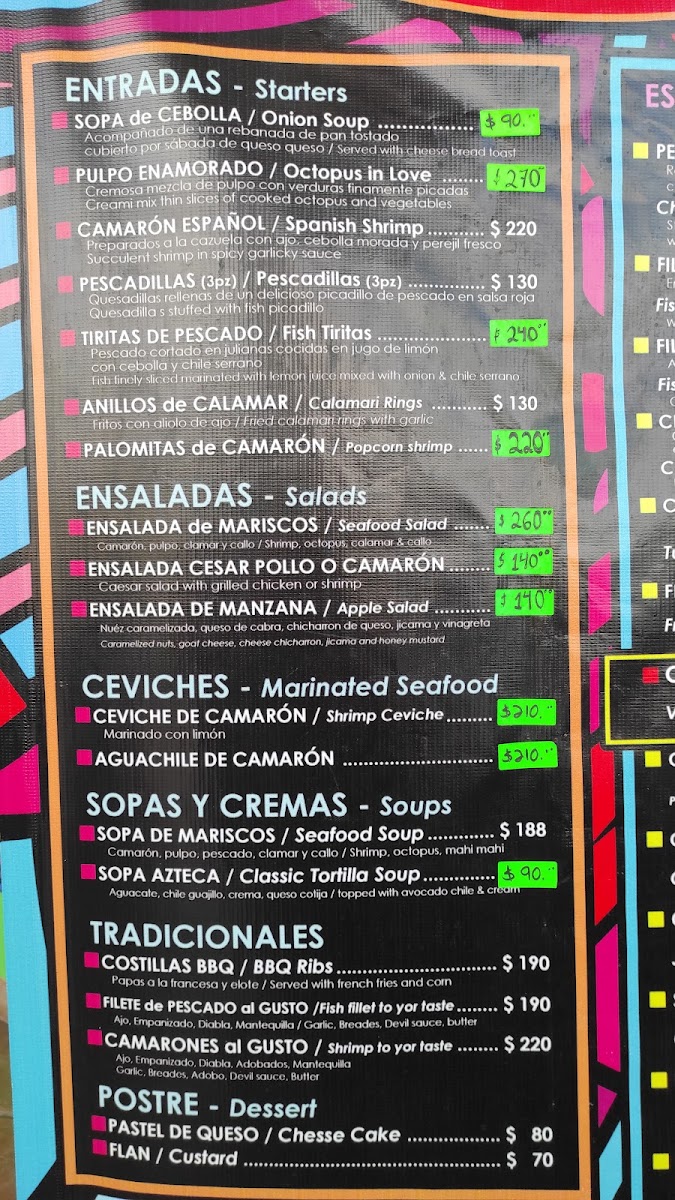 ENTRADAS - Starters
SOPA de CEBOLLA / Onion Soup ................. $ 90.''
Acompañado de una rebanada de pan tostado
cubierto por sábada de queso queso / Served with cheese bread toast
PULPO ENAMORADO / Octopus in Love ........ $270
Cremosa mezcla de pulpo con verduras finamente picadas
Creami mix thin slices of cooked octopus and vegetables
CAMARÓN ESPAÑOL / Spanish Shrimp ........... $ 220
Preparados a la cazuela con ajo, cebolla morada y perejil fresco
Succulent shrimp in spicy garlicky sauce
PESCADILLAS (3pz) / Pescadillas (3pz) ............... $ 130
Quesadillas rellenas de un delicioso picadillo de pescado en salsa roja
Quesadilla s stuffed with fish picadillo
TIRITAS DE PESCADO / Fish Tiritas ..................... $ 240''
Pescado cortado en julianas cocidas en jugo de limón
con cebolla y chile serrano
fish finely sliced marinated with lemon juice mixed with onion & chile serrano
ANILLOS de CALAMAR / Calamari Rings ........... $ 130
Fritos con aliolo de ajo / Fried calamari rings with garlic
PALOMITAS de CAMARÓN / Popcorn shrimp ...... $ 220''
ENSALADAS - Salads
ENSALADA de MARISCOS / Seafood Salad ....... $ 260°°
Camarón, pulpo, clamar y callo / Shrimp, octopus, calamar & callo
ENSALADA CESAR POLLO O CAMARÓN ........ $ 140°°
Caesar salad with grilled chicken or shrimp
ENSALADA DE MANZANA / Apple Salad ........... $ 140°°
Nuéz caramelizada, queso de cabra, chicharron de queso, jicama y vinagreta
Caramelized nuts, goat cheese, cheese chicharron, jicama and honey mustard
CEVICHES - Marinated Seafood
CEVICHE DE CAMARÓN / Shrimp Ceviche......... $210.''
Marinado con limón
AGUACHILE DE CAMARÓN ............................. $210.''
SOPAS Y CREMAS - Soups
SOPA DE MARISCOS / Seafood Soup ............. $ 188
Camarón, pulpo, pescado, clamar y callo / Shrimp, octopus, mahi mahi
SOPA AZTECA / Classic Tortilla Soup.............. $ 90.''
Aguacate, chile guajillo, crema, queso cotija / topped with avocado chile & cream
TRADICIONALES
COSTILLAS BBQ / BBQ Ribs ................................ $ 190
Papas a la francesa y elote / Served with french fries and corn
FILETE de PESCADO al GUSTO /Fish fillet to yor taste ........ $ 190
Ajo, Empanizado, Diabla, Mantequilla / Garlic, Breades, Devil sauce, butter
CAMARONES al GUSTO / Shrimp to yor taste ........ $ 220
Ajo, Empanizado, Diabla, Adobados, Mantequilla
Garlic, Breades, Adobo, Devil sauce, Butter
POSTRE - Dessert
PASTEL DE QUESO / Chesse Cake .................. $ 80
FLAN / Custard .................................................. $ 70
ES